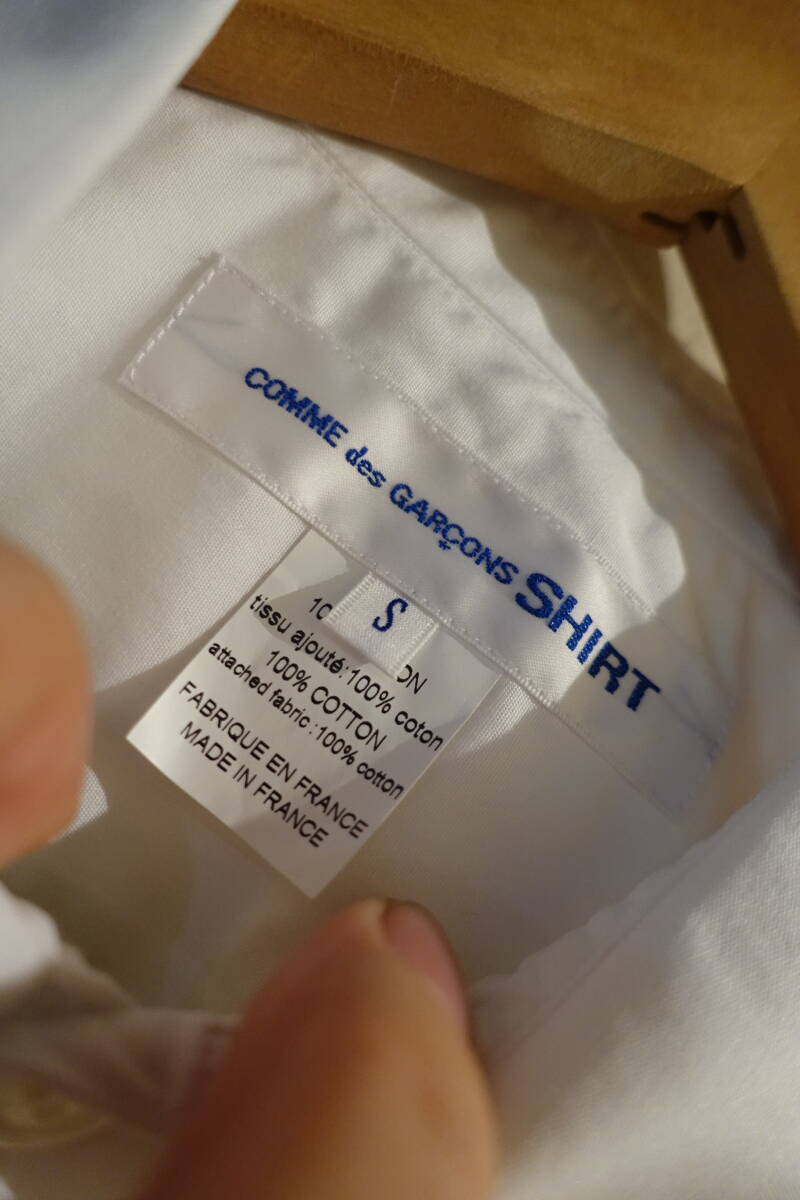 COMME des GARÇONS SHIRT
S
tissu ajouté:100% coton
100% COTTON
attached fabric:100% cotton
FABRIQUE EN FRANCE
MADE IN FRANCE